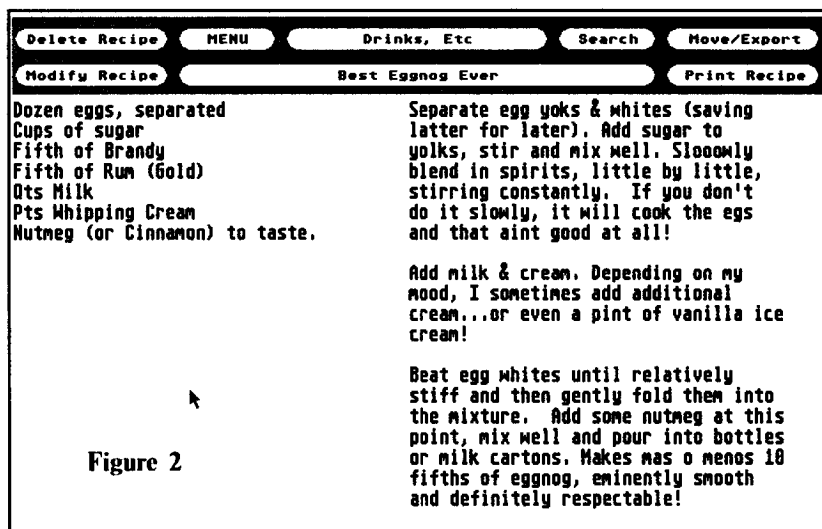 Delete Recipe MENU Drinks, Etc Search Move/Export
Modify Recipe Best Eggnog Ever Print Recipe
Dozen eggs, separated
Cups of sugar
Fifth of Brandy
Fifth of Rum (Gold)
Qts Milk
Pts Whipping Cream
Nutmeg (or Cinnamon) to taste.
Separate egg yoks & whites (saving
latter for later). Add sugar to
yolks, stir and mix well. Slooowly
blend in spirits, little by little,
stirring constantly.  If you don't
do it slowly, it will cook the egs
and that aint good at all!
Add milk & cream. Depending on my
mood, I sometimes add additional
cream...or even a pint of vanilla ice
cream!
Beat egg whites until relatively
stiff and then gently fold them into
the mixture.  Add some nutmeg at this
point, mix well and pour into bottles
or milk cartons. Makes mas o menos 10
fifths of eggnog, eminently smooth
and definitely respectable!
Figure 2